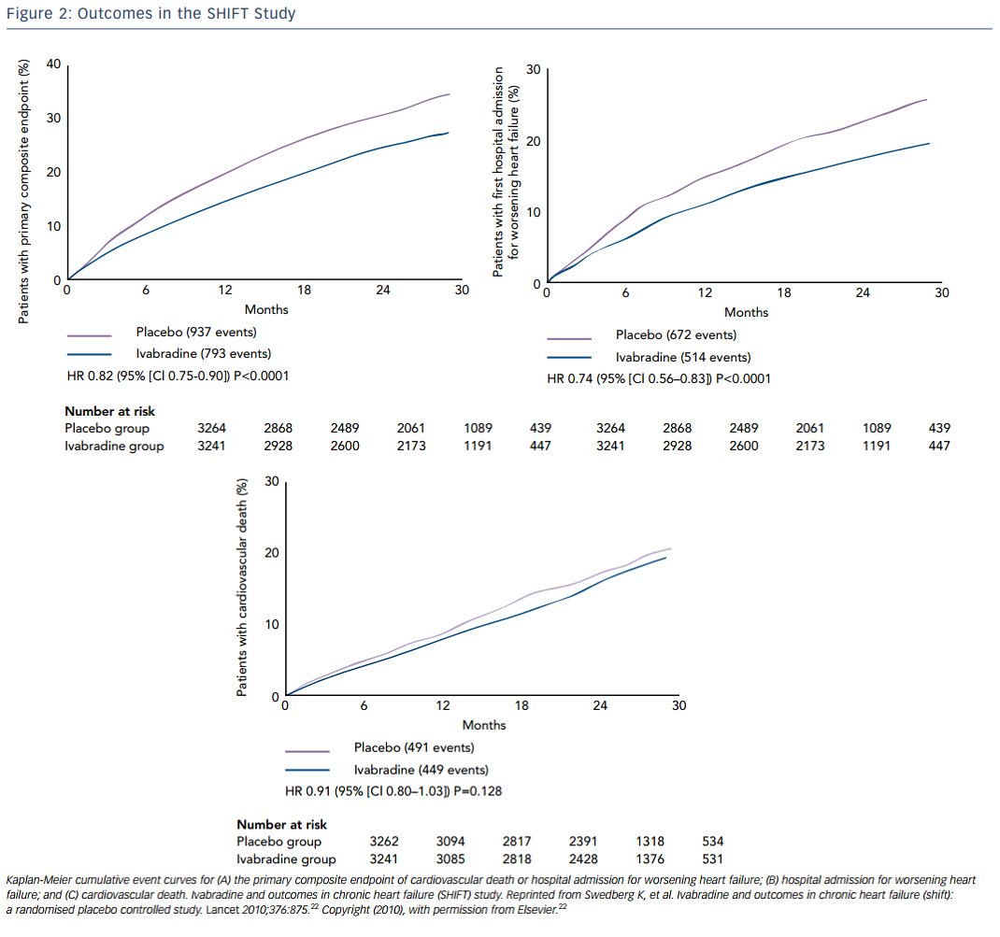 Figure 2: Outcomes in the SHIFT Study
Patients with primary composite endpoint (%)
40
30
20
10
0
0 6 12 18 24 30
Months
Placebo (937 events)
Ivabradine (793 events)
HR 0.82 (95% [CI 0.75-0.90]) P<0.0001
Patients with first hospital admission
for worsening heart failure (%)
30
20
10
0
0 6 12 18 24 30
Months
Placebo (672 events)
Ivabradine (514 events)
HR 0.74 (95% [CI 0.56–0.83]) P<0.0001
Number at risk
Placebo group 3264 2868 2489 2061 1089 439 3264 2868 2489 2061 1089 439
Ivabradine group 3241 2928 2600 2173 1191 447 3241 2928 2600 2173 1191 447
Patients with cardiovascular death (%)
30
20
10
0
0 6 12 18 24 30
Months
Placebo (491 events)
Ivabradine (449 events)
HR 0.91 (95% [CI 0.80–1.03]) P=0.128
Number at risk
Placebo group 3262 3094 2817 2391 1318 534
Ivabradine group 3241 3085 2818 2428 1376 531
Kaplan-Meier cumulative event curves for (A) the primary composite endpoint of cardiovascular death or hospital admission for worsening heart failure; (B) hospital admission for worsening heart
failure; and (C) cardiovascular death. Ivabradine and outcomes in chronic heart failure (SHIFT) study. Reprinted from Swedberg K, et al. Ivabradine and outcomes in chronic heart failure (shift):
a randomised placebo controlled study. Lancet 2010;376:875.22 Copyright (2010), with permission from Elsevier.22